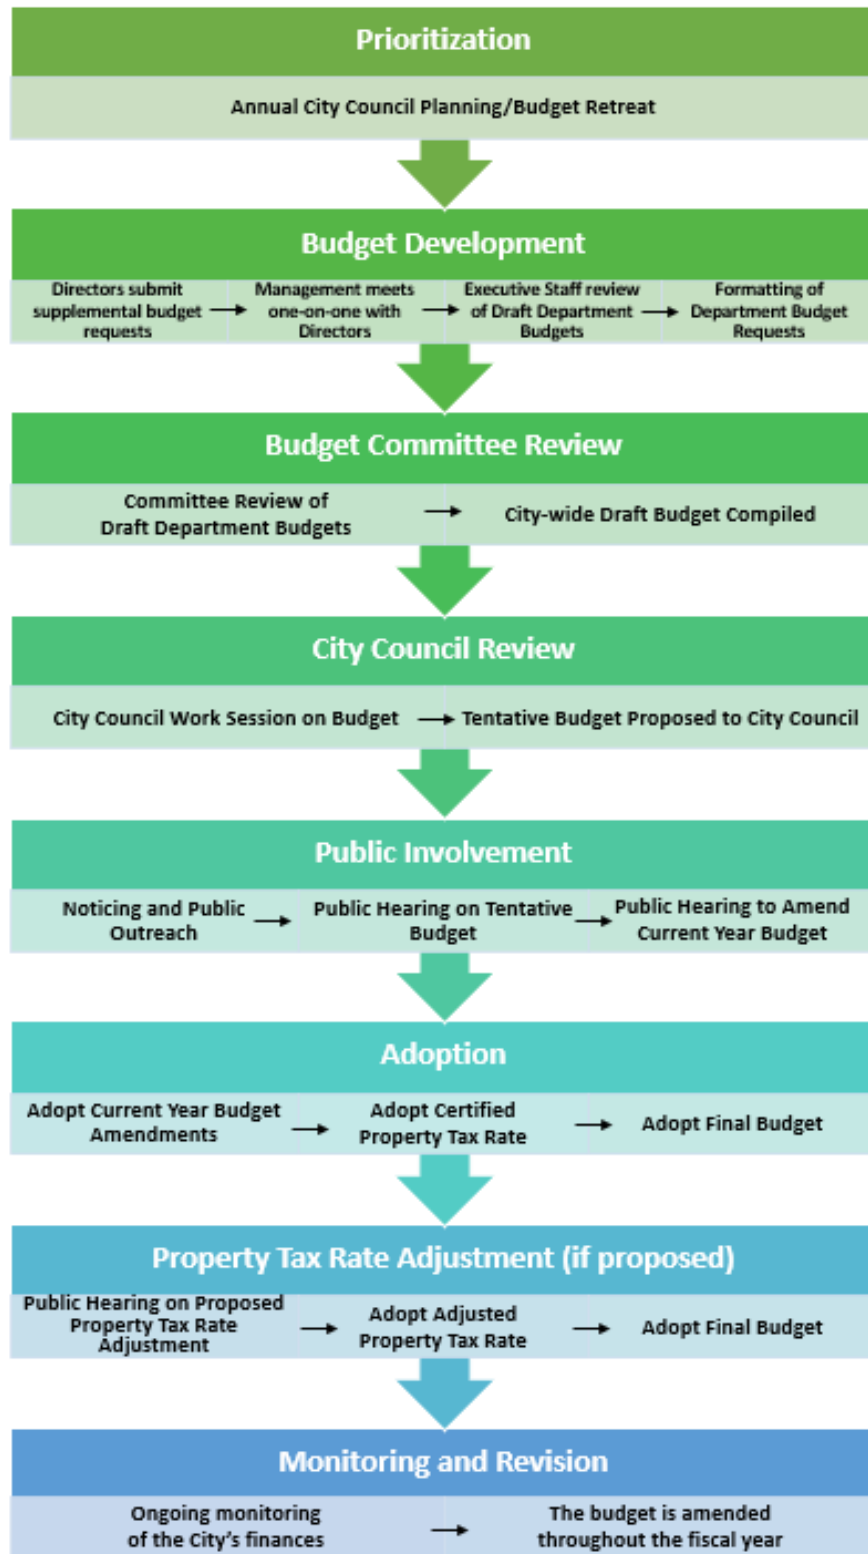 Prioritization
Annual City Council Planning/Budget Retreat
Budget Development
Directors submit
supplemental budget
requests
Management meets
one-on-one with
Directors
Executive Staff review
of Draft Department
Budgets
Formatting of
Department Budget
Requests
Budget Committee Review
Committee Review of
Draft Department Budgets
City-wide Draft Budget Compiled
City Council Review
City Council Work Session on Budget
Tentative Budget Proposed to City Council
Public Involvement
Noticing and Public
Outreach
Public Hearing on Tentative
Budget
Public Hearing to Amend
Current Year Budget
Adoption
Adopt Current Year Budget
Amendments
Adopt Certified
Property Tax Rate
Adopt Final Budget
Property Tax Rate Adjustment (if proposed)
Public Hearing on Proposed
Property Tax Rate
Adjustment
Adopt Adjusted
Property Tax Rate
Adopt Final Budget
Monitoring and Revision
Ongoing monitoring
of the City's finances
The budget is amended
throughout the fiscal year